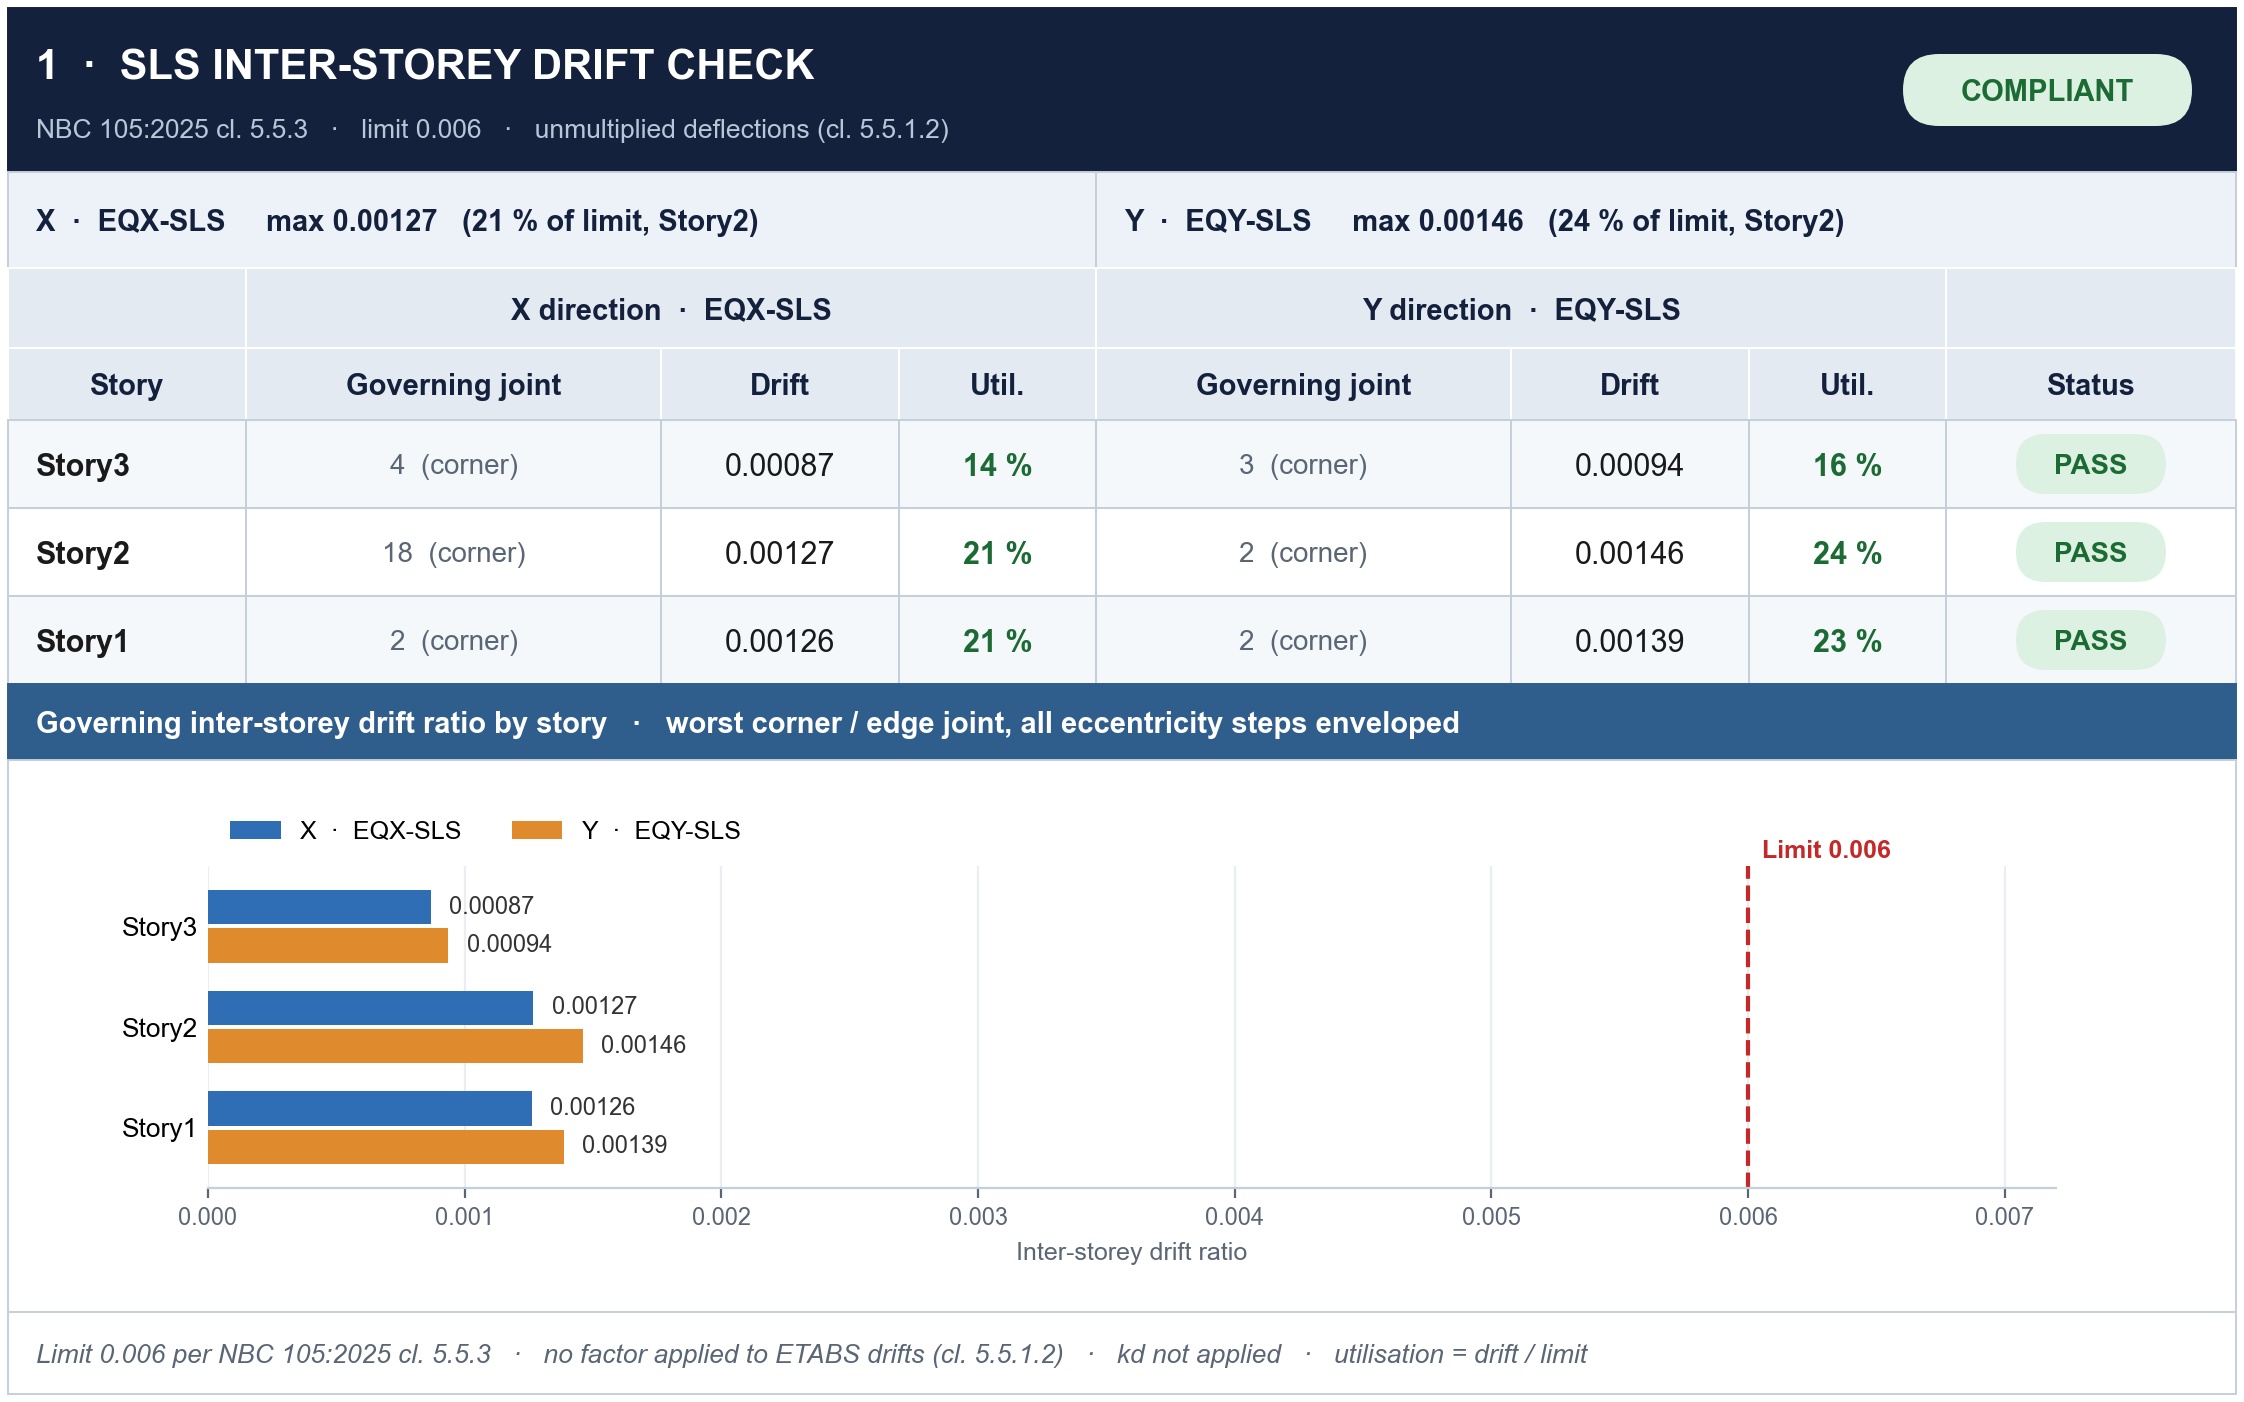 1 · SLS INTER-STOREY DRIFT CHECK
COMPLIANT
NBC 105:2025 cl. 5.5.3 · limit 0.006 · unmultiplied deflections (cl. 5.5.1.2)
X · EQX-SLS max 0.00127 (21 % of limit, Story2)
Y · EQY-SLS max 0.00146 (24 % of limit, Story2)
X direction · EQX-SLS
Y direction · EQY-SLS
Story Governing joint Drift Util. Governing joint Drift Util. Status
Story3 4 (corner) 0.00087 14 % 3 (corner) 0.00094 16 % PASS
Story2 18 (corner) 0.00127 21 % 2 (corner) 0.00146 24 % PASS
Story1 2 (corner) 0.00126 21 % 2 (corner) 0.00139 23 % PASS
Governing inter-storey drift ratio by story · worst corner / edge joint, all eccentricity steps enveloped
X · EQX-SLS Y · EQY-SLS
Limit 0.006
Story3
0.00087
0.00094
Story2
0.00127
0.00146
Story1
0.00126
0.00139
0.000 0.001 0.002 0.003 0.004 0.005 0.006 0.007
Inter-storey drift ratio
Limit 0.006 per NBC 105:2025 cl. 5.5.3 · no factor applied to ETABS drifts (cl. 5.5.1.2) · kd not applied · utilisation = drift / limit